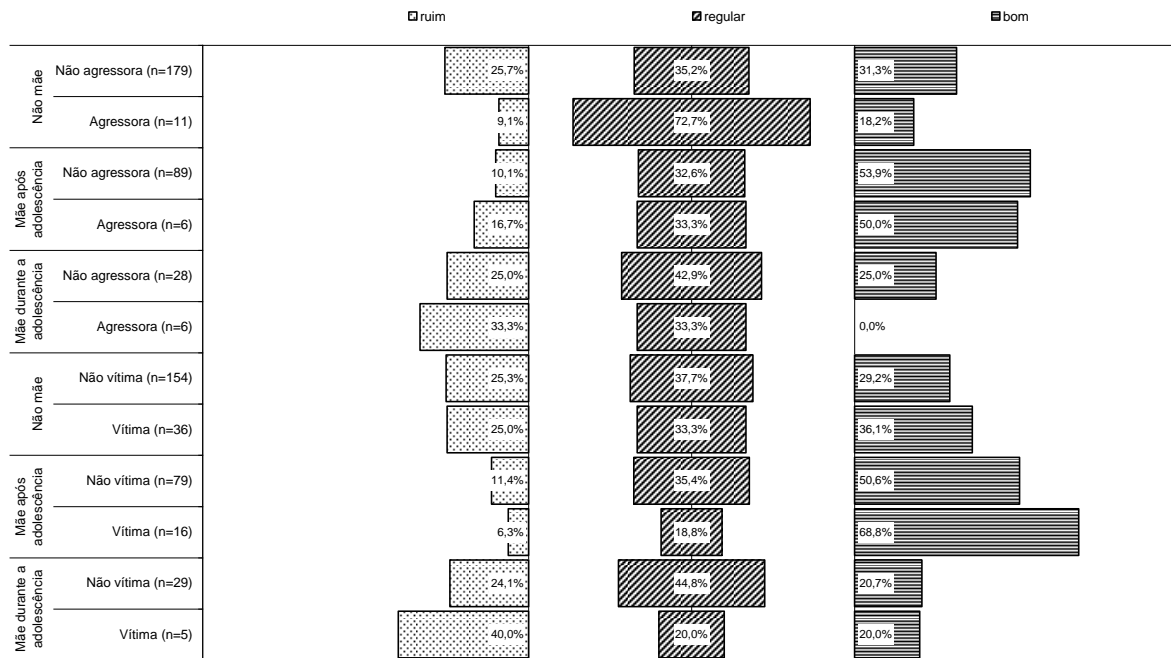 ruim regular bom
Não mãe
Não agressora (n=179) 25,7% 35,2% 31,3%
Agressora (n=11) 9,1% 72,7% 18,2%
Mãe após
adolescência
Não agressora (n=89) 10,1% 32,6% 53,9%
Agressora (n=6) 16,7% 33,3% 50,0%
Mãe durante a
adolescência
Não agressora (n=28) 25,0% 42,9% 25,0%
Agressora (n=6) 33,3% 33,3% 0,0%
Não mãe
Não vítima (n=154) 25,3% 37,7% 29,2%
Vítima (n=36) 25,0% 33,3% 36,1%
Mãe após
adolescência
Não vítima (n=79) 11,4% 35,4% 50,6%
Vítima (n=16) 6,3% 18,8% 68,8%
Mãe durante a
adolescência
Não vítima (n=29) 24,1% 44,8% 20,7%
Vítima (n=5) 40,0% 20,0% 20,0%